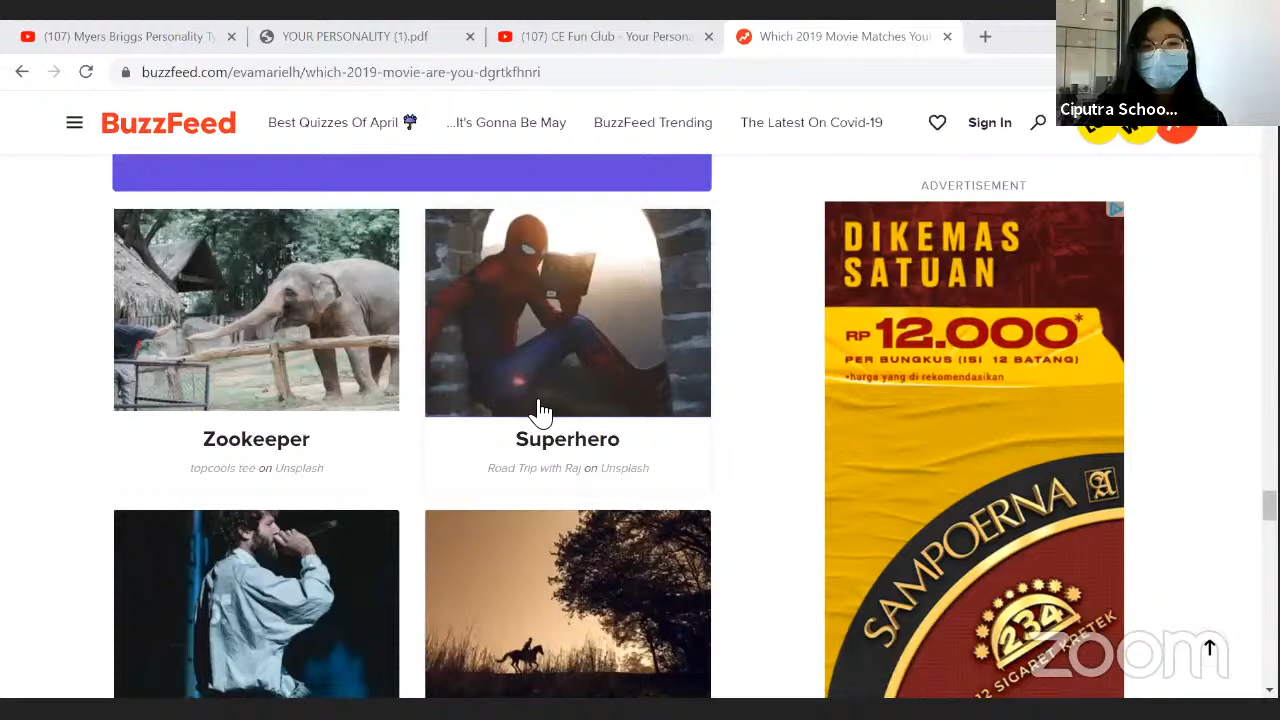 (107) Myers Briggs Personality Ty
YOUR PERSONALITY (1).pdf
(107) CE Fun Club - Your Persona
Which 2019 Movie Matches Your
buzzfeed.com/evamarielh/which-2019-movie-are-you-dgrtkfhnri
Ciputra Schoo...
BuzzFeed
Best Quizzes Of April
...It's Gonna Be May
BuzzFeed Trending
The Latest On Covid-19
Sign In
ADVERTISEMENT
DIKEMAS
SATUAN
RP 12.000*
PER BUNGKUS (ISI 12 BATANG)
*harga yang di rekomendasikan
Zookeeper
topcools tee on Unsplash
Superhero
Road Trip with Raj on Unsplash
SAMPOERNA A
234
12 SIGARET KRETEK
zoom